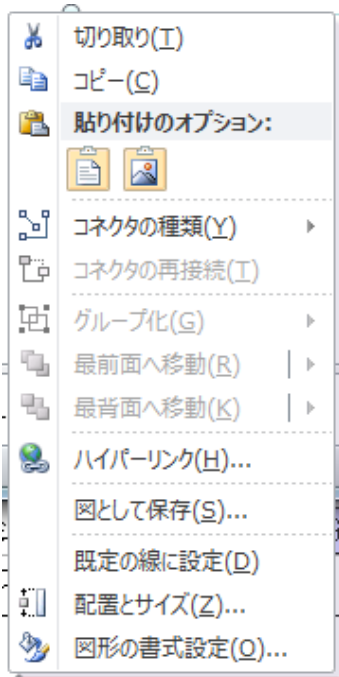 切り取り(T)
コピー(C)
貼り付けのオプション:
コネクタの種類(Y)
コネクタの再接続(T)
グループ化(G)
最前面へ移動(R)
最背面へ移動(K)
ハイパーリンク(H)...
図として保存(S)...
既定の線に設定(D)
配置とサイズ(Z)...
図形の書式設定(O)...